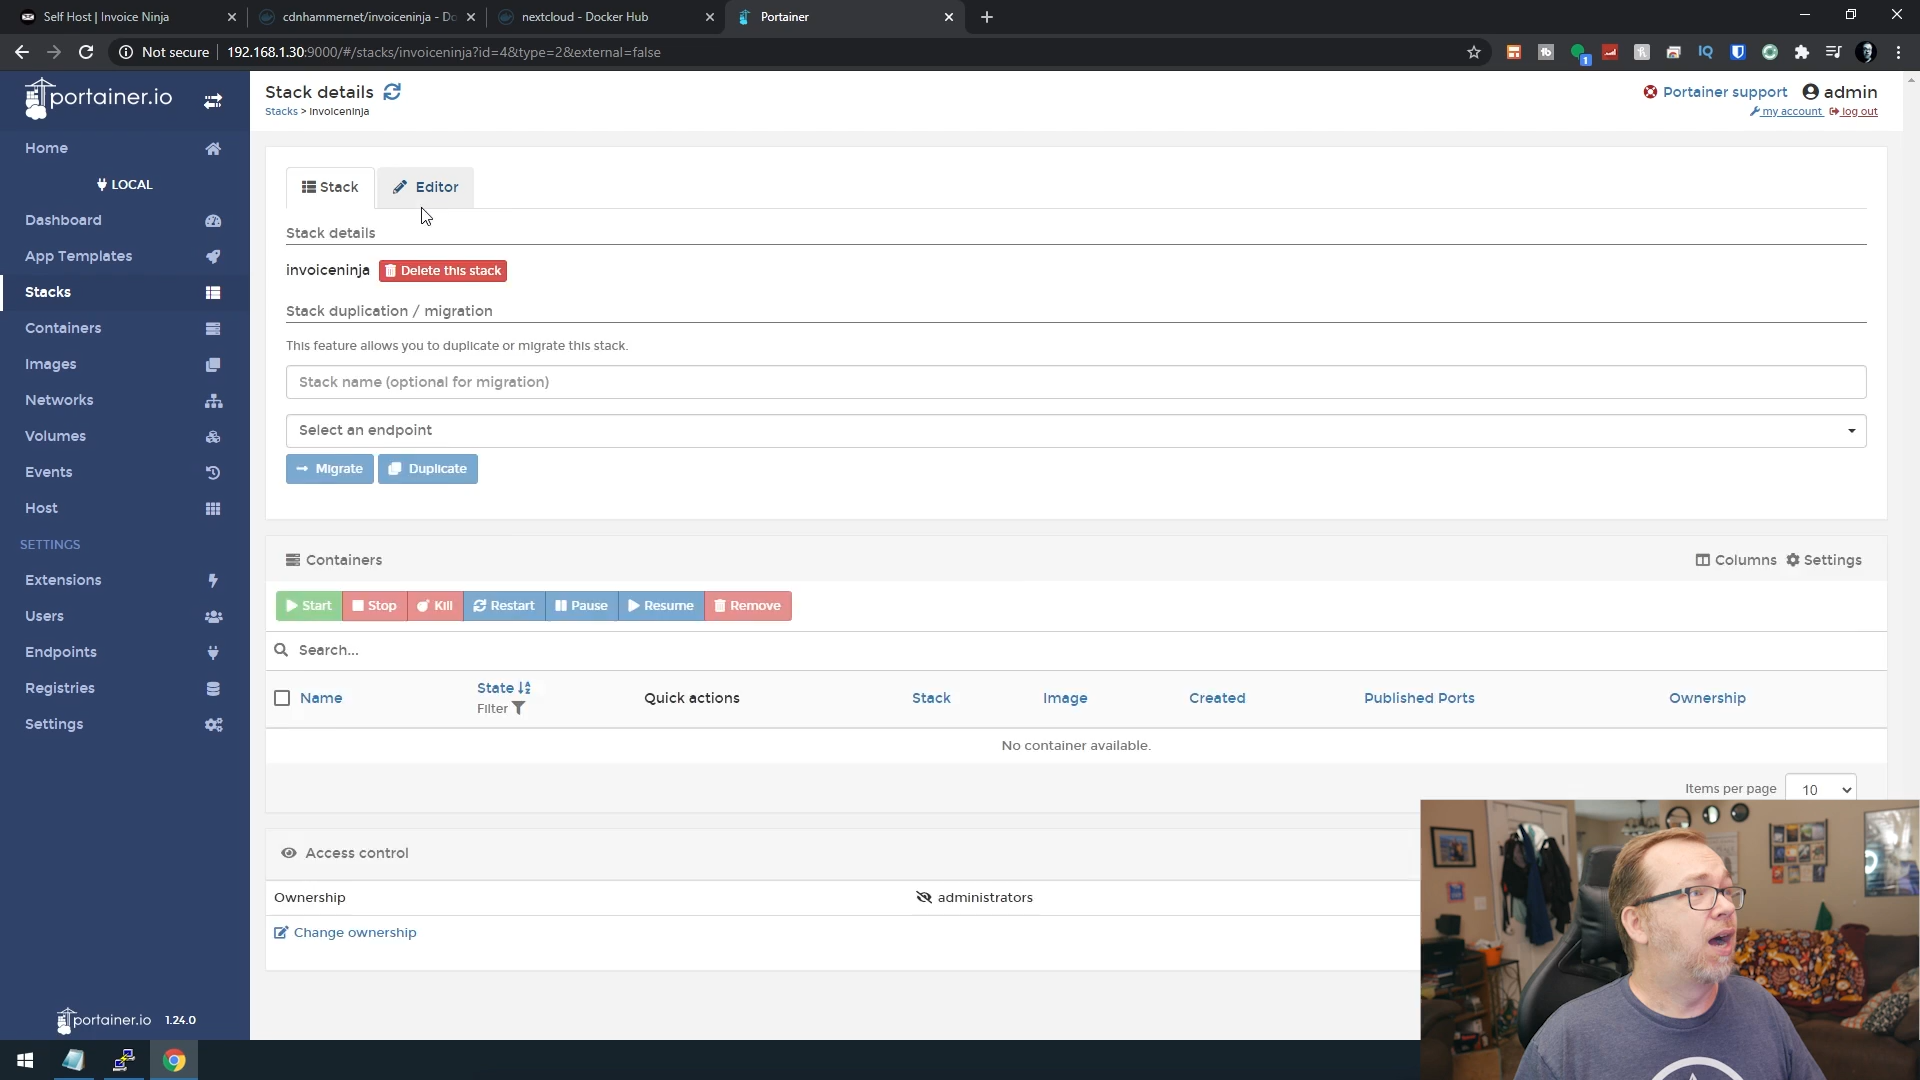 Self Host | Invoice Ninja
cdnhammernet/invoiceninja - Do
nextcloud - Docker Hub
Portainer
Not secure
192.168.1.30:9000/#/stacks/invoiceninja?id=4&type=2&external=false
portainer.io
Stack details
Stacks > invoiceninja
Portainer support
admin
my account
log out
Home
LOCAL
Dashboard
App Templates
Stacks
Containers
Images
Networks
Volumes
Events
Host
SETTINGS
Extensions
Users
Endpoints
Registries
Settings
portainer.io 1.24.0
Stack
Editor
Stack details
invoiceninja
Delete this stack
Stack duplication / migration
This feature allows you to duplicate or migrate this stack.
Stack name (optional for migration)
Select an endpoint
Migrate
Duplicate
Containers
Columns
Settings
Start
Stop
Kill
Restart
Pause
Resume
Remove
Search...
Name
State
Filter
Quick actions
Stack
Image
Created
Published Ports
Ownership
No container available.
Items per page
10
Access control
Ownership
administrators
Change ownership